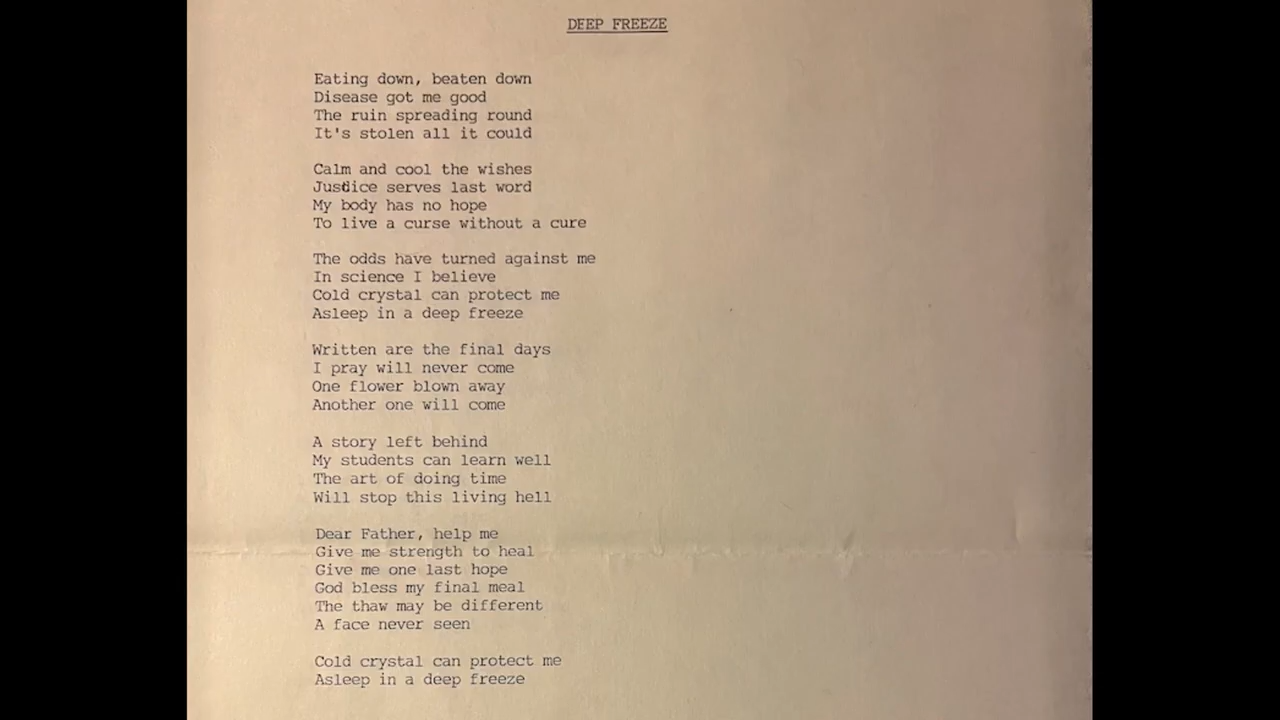 DEEP FREEZE
Eating down, beaten down
Disease got me good
The ruin spreading round
It's stolen all it could
Calm and cool the wishes
Justice serves last word
My body has no hope
To live a curse without a cure
The odds have turned against me
In science I believe
Cold crystal can protect me
Asleep in a deep freeze
Written are the final days
I pray will never come
One flower blown away
Another one will come
A story left behind
My students can learn well
The art of doing time
Will stop this living hell
Dear Father, help me
Give me strength to heal
Give me one last hope
God bless my final meal
The thaw may be different
A face never seen
Cold crystal can protect me
Asleep in a deep freeze